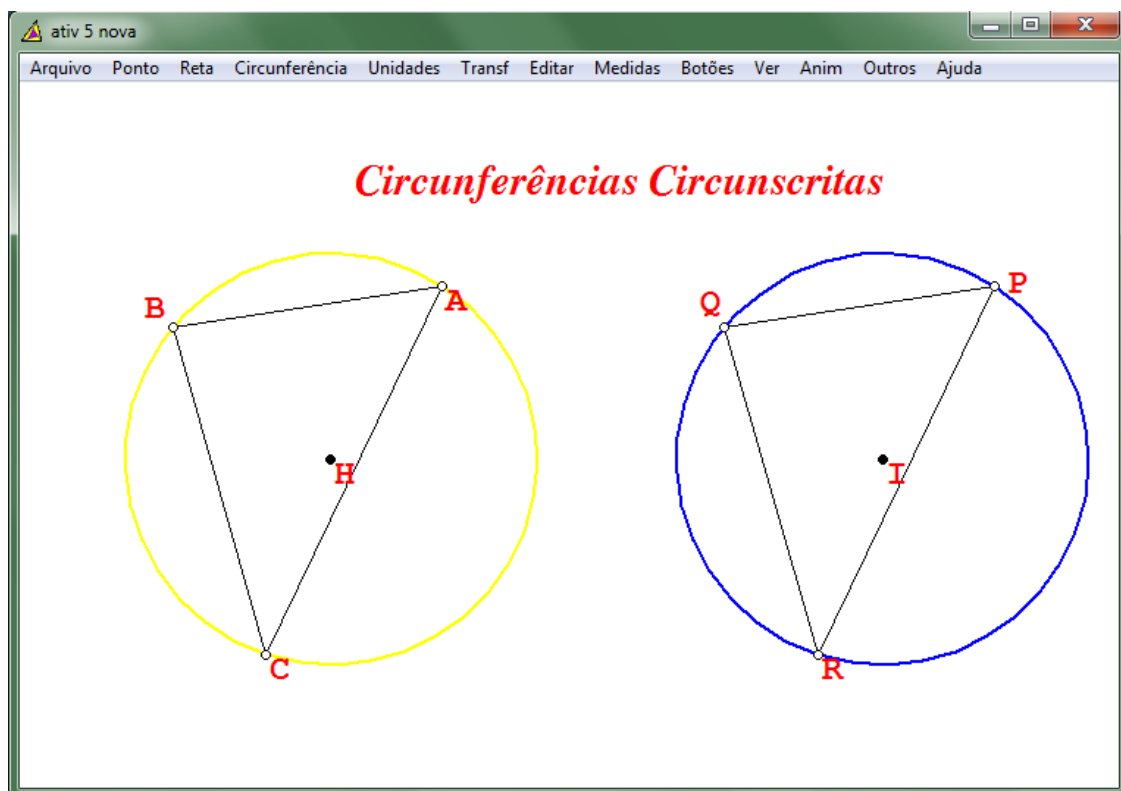 ativ 5 nova
Arquivo Ponto Reta Circunferência Unidades Transf Editar Medidas Botões Ver Anim Outros Ajuda
Circunferências Circunscritas
B A Q P
H I
C R